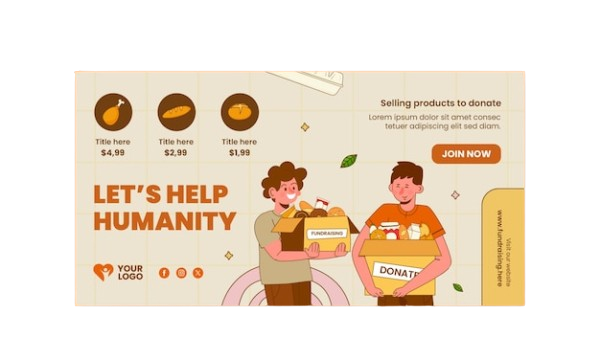 Title here
$4,99
Title here
$2,99
Title here
$1,99
Selling products to donate
Lorem ipsum dolor sit amet consec
tetuer adipiscing elit sed diam.
JOIN NOW
LET'S HELP
HUMANITY
FUNDRAISING
DONATE
YOUR
LOGO
Visit our website
www.fundraising.here